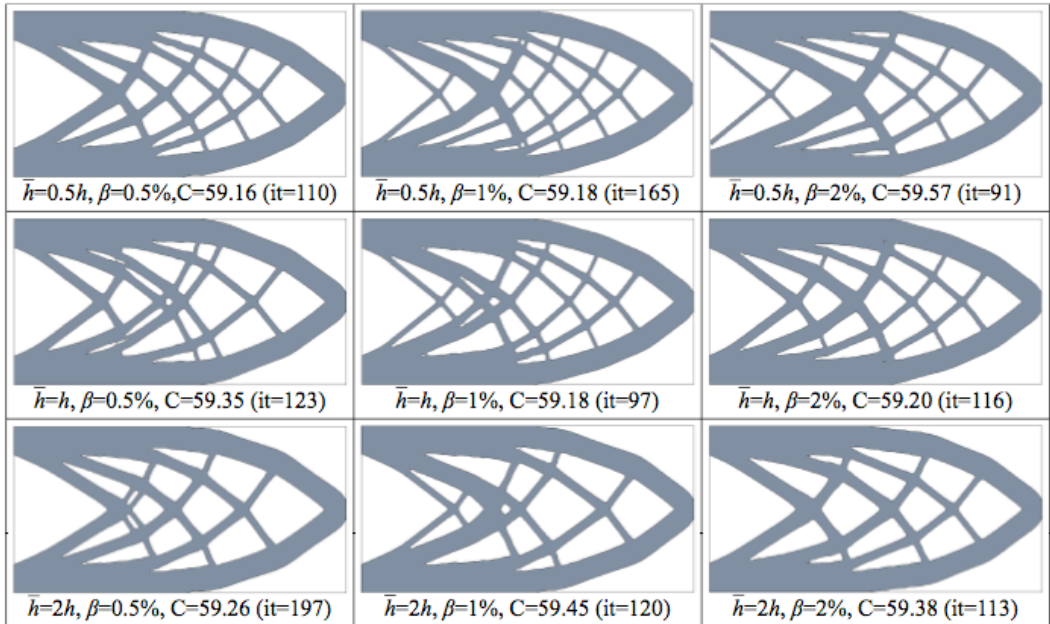 h̅=0.5h, β=0.5%,C=59.16 (it=110)
h̅=0.5h, β=1%, C=59.18 (it=165)
h̅=0.5h, β=2%, C=59.57 (it=91)
h̅=h, β=0.5%, C=59.35 (it=123)
h̅=h, β=1%, C=59.18 (it=97)
h̅=h, β=2%, C=59.20 (it=116)
h̅=2h, β=0.5%, C=59.26 (it=197)
h̅=2h, β=1%, C=59.45 (it=120)
h̅=2h, β=2%, C=59.38 (it=113)